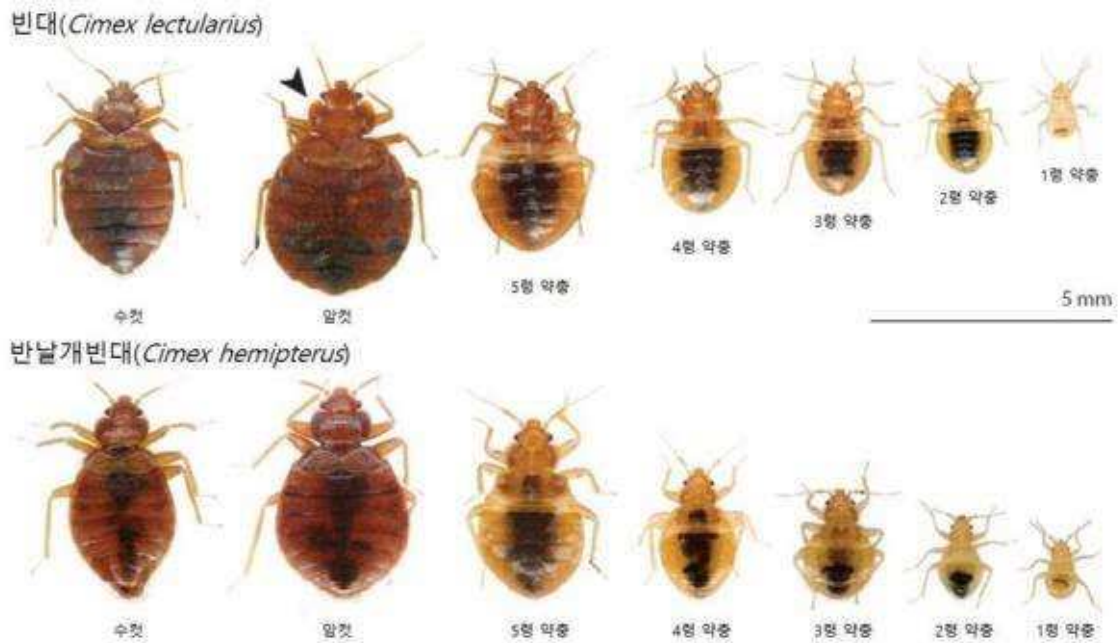 빈대(Cimex lectularius)
수컷
암컷
5령 약충
4령 약충
3령 약충
2령 약충
1령 약충
5 mm
반날개빈대(Cimex hemipterus)
수컷
암컷
5령 약충
4령 약충
3령 약충
2령 약충
1령 약충